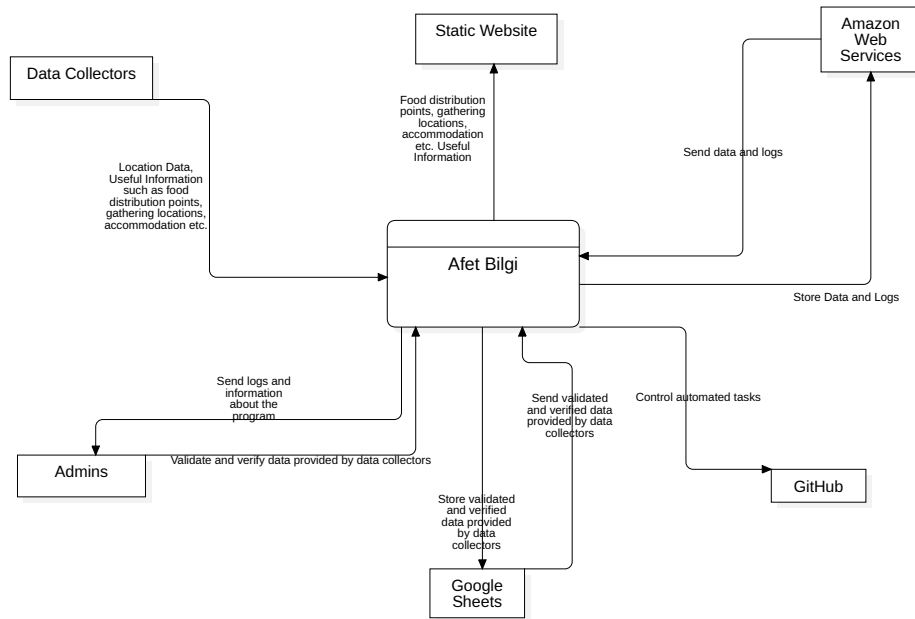 Static Website
Amazon
Web
Services
Data Collectors
Food distribution
points, gathering
locations,
accommodation
etc. Useful
Information
Send data and logs
Location Data,
Useful Information
such as food
distribution points,
gathering locations,
accommodation etc.
Afet Bilgi
Store Data and Logs
Send logs and
information
about the
program
Send validated
and verified data
provided by data
collectors
Control automated tasks
Validate and verify data provided by data collectors
Admins
GitHub
Store validated
and verified
data provided
by data
collectors
Google
Sheets